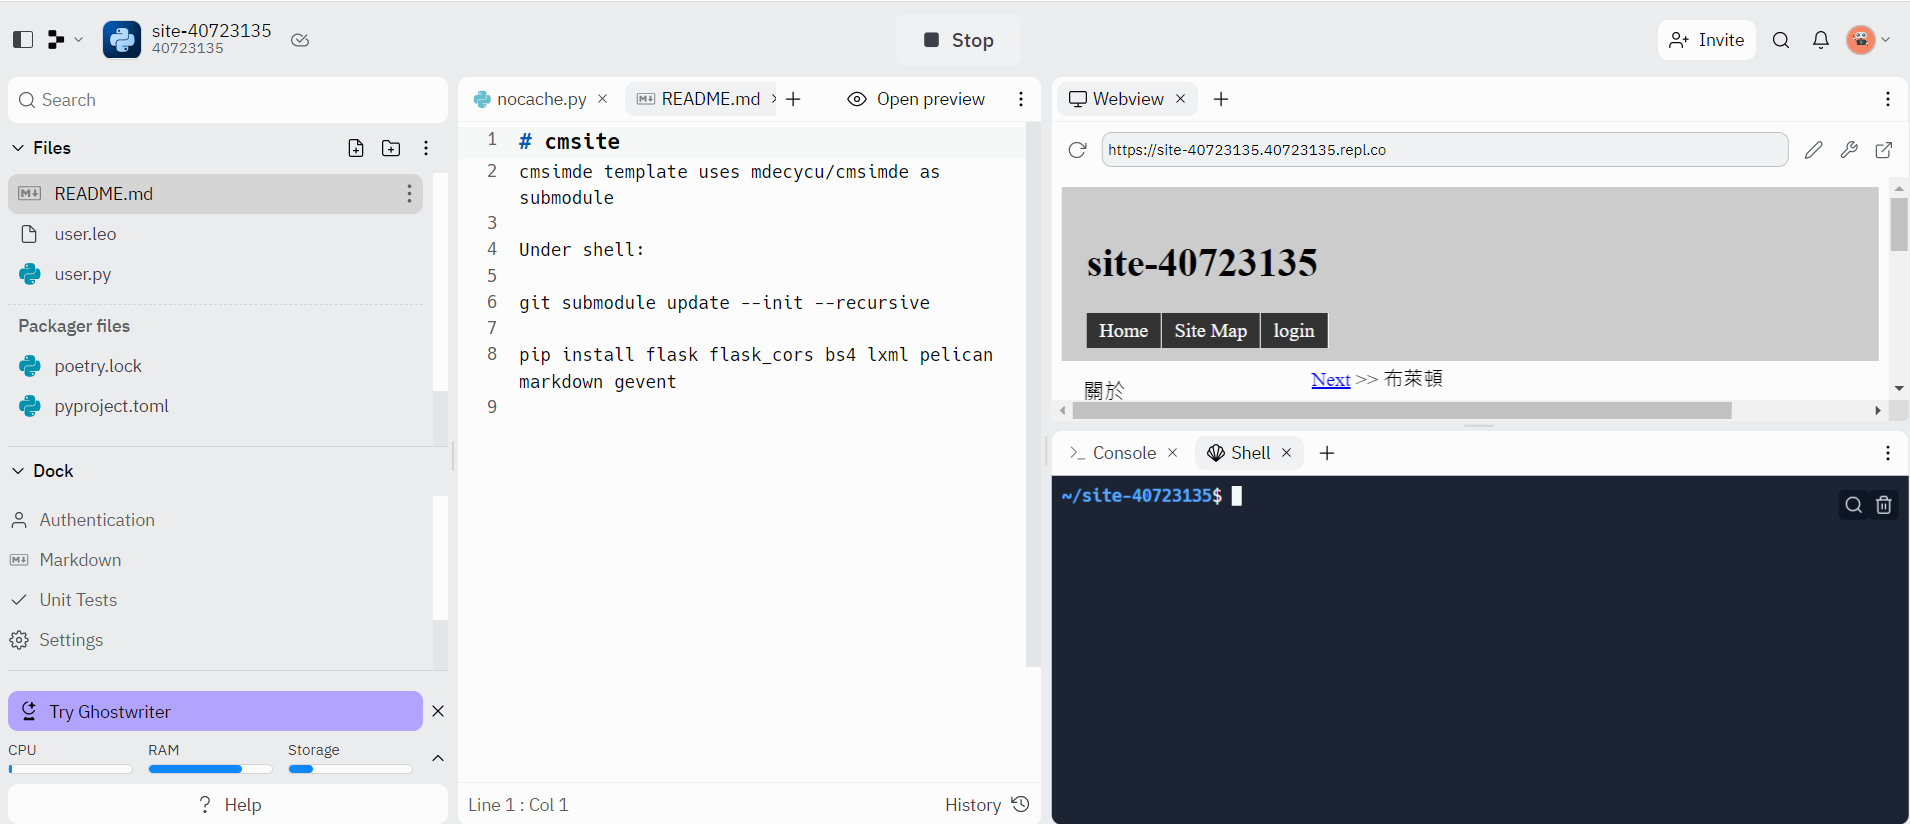 site-40723135
40723135
Stop
Invite
Search
Files
README.md
user.leo
user.py
Packager files
poetry.lock
pyproject.toml
Dock
Authentication
Markdown
Unit Tests
Settings
Try Ghostwriter
CPU RAM Storage
? Help
nocache.py README.md Open preview
1 # cmsite
2 cmsimde template uses mdecycu/cmsimde as
submodule
3
4 Under shell:
5
6 git submodule update --init --recursive
7
8 pip install flask flask_cors bs4 lxml pelican
markdown gevent
9
Line 1 : Col 1 History
Webview
https://site-40723135.40723135.repl.co
site-40723135
Home Site Map login
Next >> 布萊頓
關於
Console Shell
~/site-40723135$